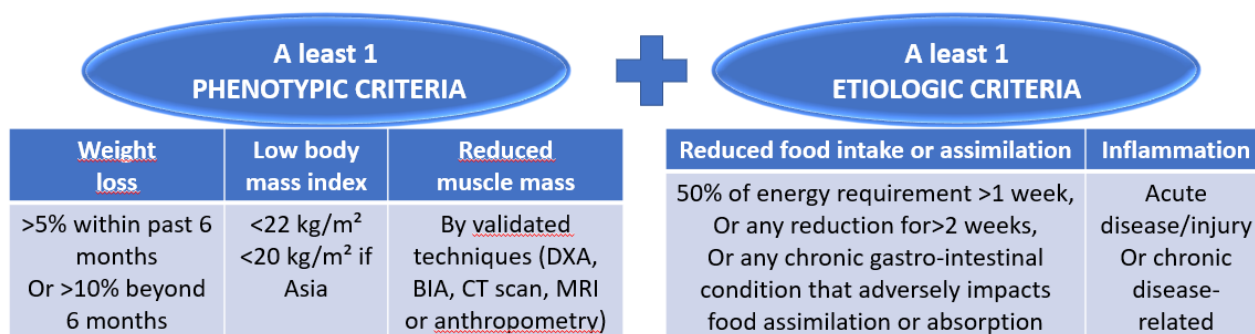 A least 1
PHENOTYPIC CRITERIA
A least 1
ETIOLOGIC CRITERIA
Weight
loss
Low body
mass index
Reduced
muscle mass
>5% within past 6
months
Or >10% beyond
6 months
<22 kg/m²
<20 kg/m² if
Asia
By validated
techniques (DXA,
BIA, CT scan, MRI
or anthropometry)
Reduced food intake or assimilation
Inflammation
50% of energy requirement >1 week,
Or any reduction for>2 weeks,
Or any chronic gastro-intestinal
condition that adversely impacts
food assimilation or absorption
Acute
disease/injury
Or chronic
disease-
related